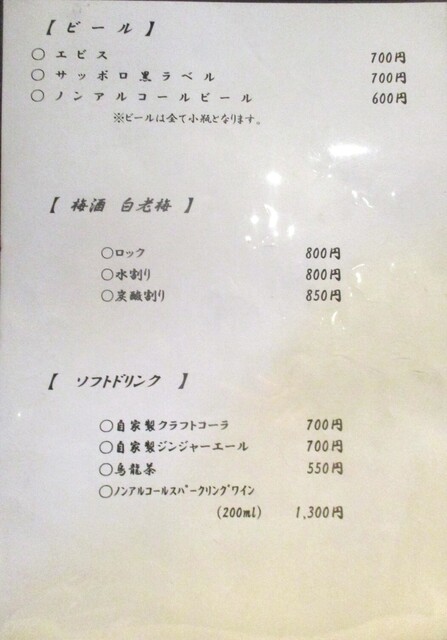 【 ビール 】
○ エビス 700円
○ サッポロ黒ラベル 700円
○ ノンアルコールビール 600円
※ビールは全て小瓶となります。
【 梅酒 白老梅 】
○ロック 800円
○水割り 800円
○炭酸割り 850円
【 ソフトドリンク 】
○自家製クラフトコーラ 700円
○自家製ジンジャーエール 700円
○烏龍茶 550円
○ノンアルコールスパークリングワイン
(200ml) 1,300円